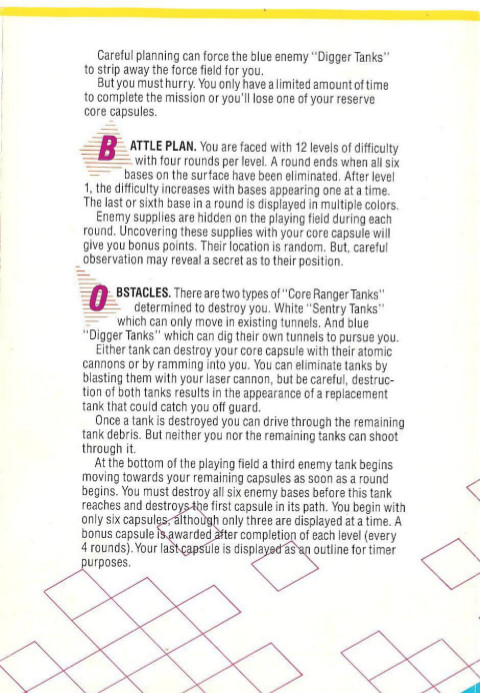 Careful planning can force the blue enemy "Digger Tanks"
to strip away the force field for you.
But you must hurry. You only have a limited amount of time
to complete the mission or you'll lose one of your reserve
core capsules.
BATTLE PLAN. You are faced with 12 levels of difficulty
with four rounds per level. A round ends when all six
bases on the surface have been eliminated. After level
1, the difficulty increases with bases appearing one at a time.
The last or sixth base in a round is displayed in multiple colors.
Enemy supplies are hidden on the playing field during each
round. Uncovering these supplies with your core capsule will
give you bonus points. Their location is random. But, careful
observation may reveal a secret as to their position.
OBSTACLES. There are two types of "Core Ranger Tanks"
determined to destroy you. White "Sentry Tanks"
which can only move in existing tunnels. And blue
"Digger Tanks" which can dig their own tunnels to pursue you.
Either tank can destroy your core capsule with their atomic
cannons or by ramming into you. You can eliminate tanks by
blasting them with your laser cannon, but be careful, destruc-
tion of both tanks results in the appearance of a replacement
tank that could catch you off guard.
Once a tank is destroyed you can drive through the remaining
tank debris. But neither you nor the remaining tanks can shoot
through it.
At the bottom of the playing field a third enemy tank begins
moving towards your remaining capsules as soon as a round
begins. You must destroy all six enemy bases before this tank
reaches and destroys the first capsule in its path. You begin with
only six capsules, although only three are displayed at a time. A
bonus capsule is awarded after completion of each level (every
4 rounds). Your last capsule is displayed as an outline for timer
purposes.